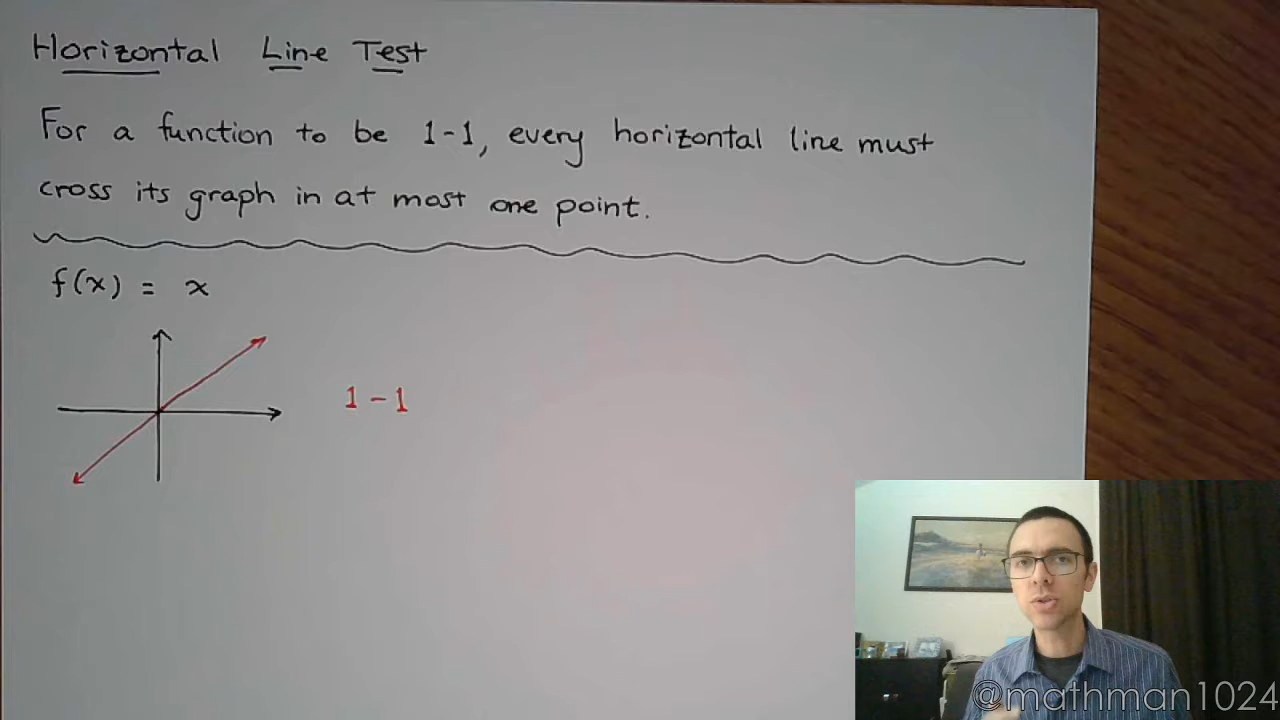 Horizontal Line Test
For a function to be 1-1, every horizontal line must
cross its graph in at most one point.
f(x) = x
1-1
@mathman1024